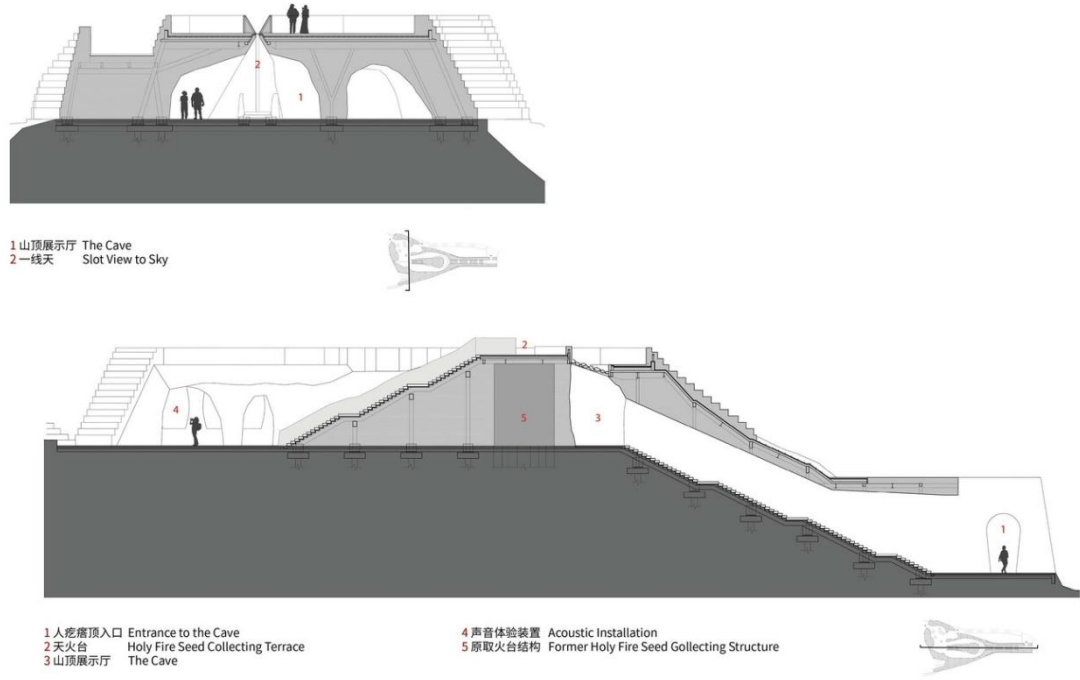 2
1
1 山顶展示厅 The Cave
2 一线天 Slot View to Sky
2
4
5
3
1
1 人疙瘩顶入口 Entrance to the Cave
2 天火台 Holy Fire Seed Collecting Terrace
3 山顶展示厅 The Cave
4 声音体验装置 Acoustic Installation
5 原取火台结构 Former Holy Fire Seed Gollecting Structure